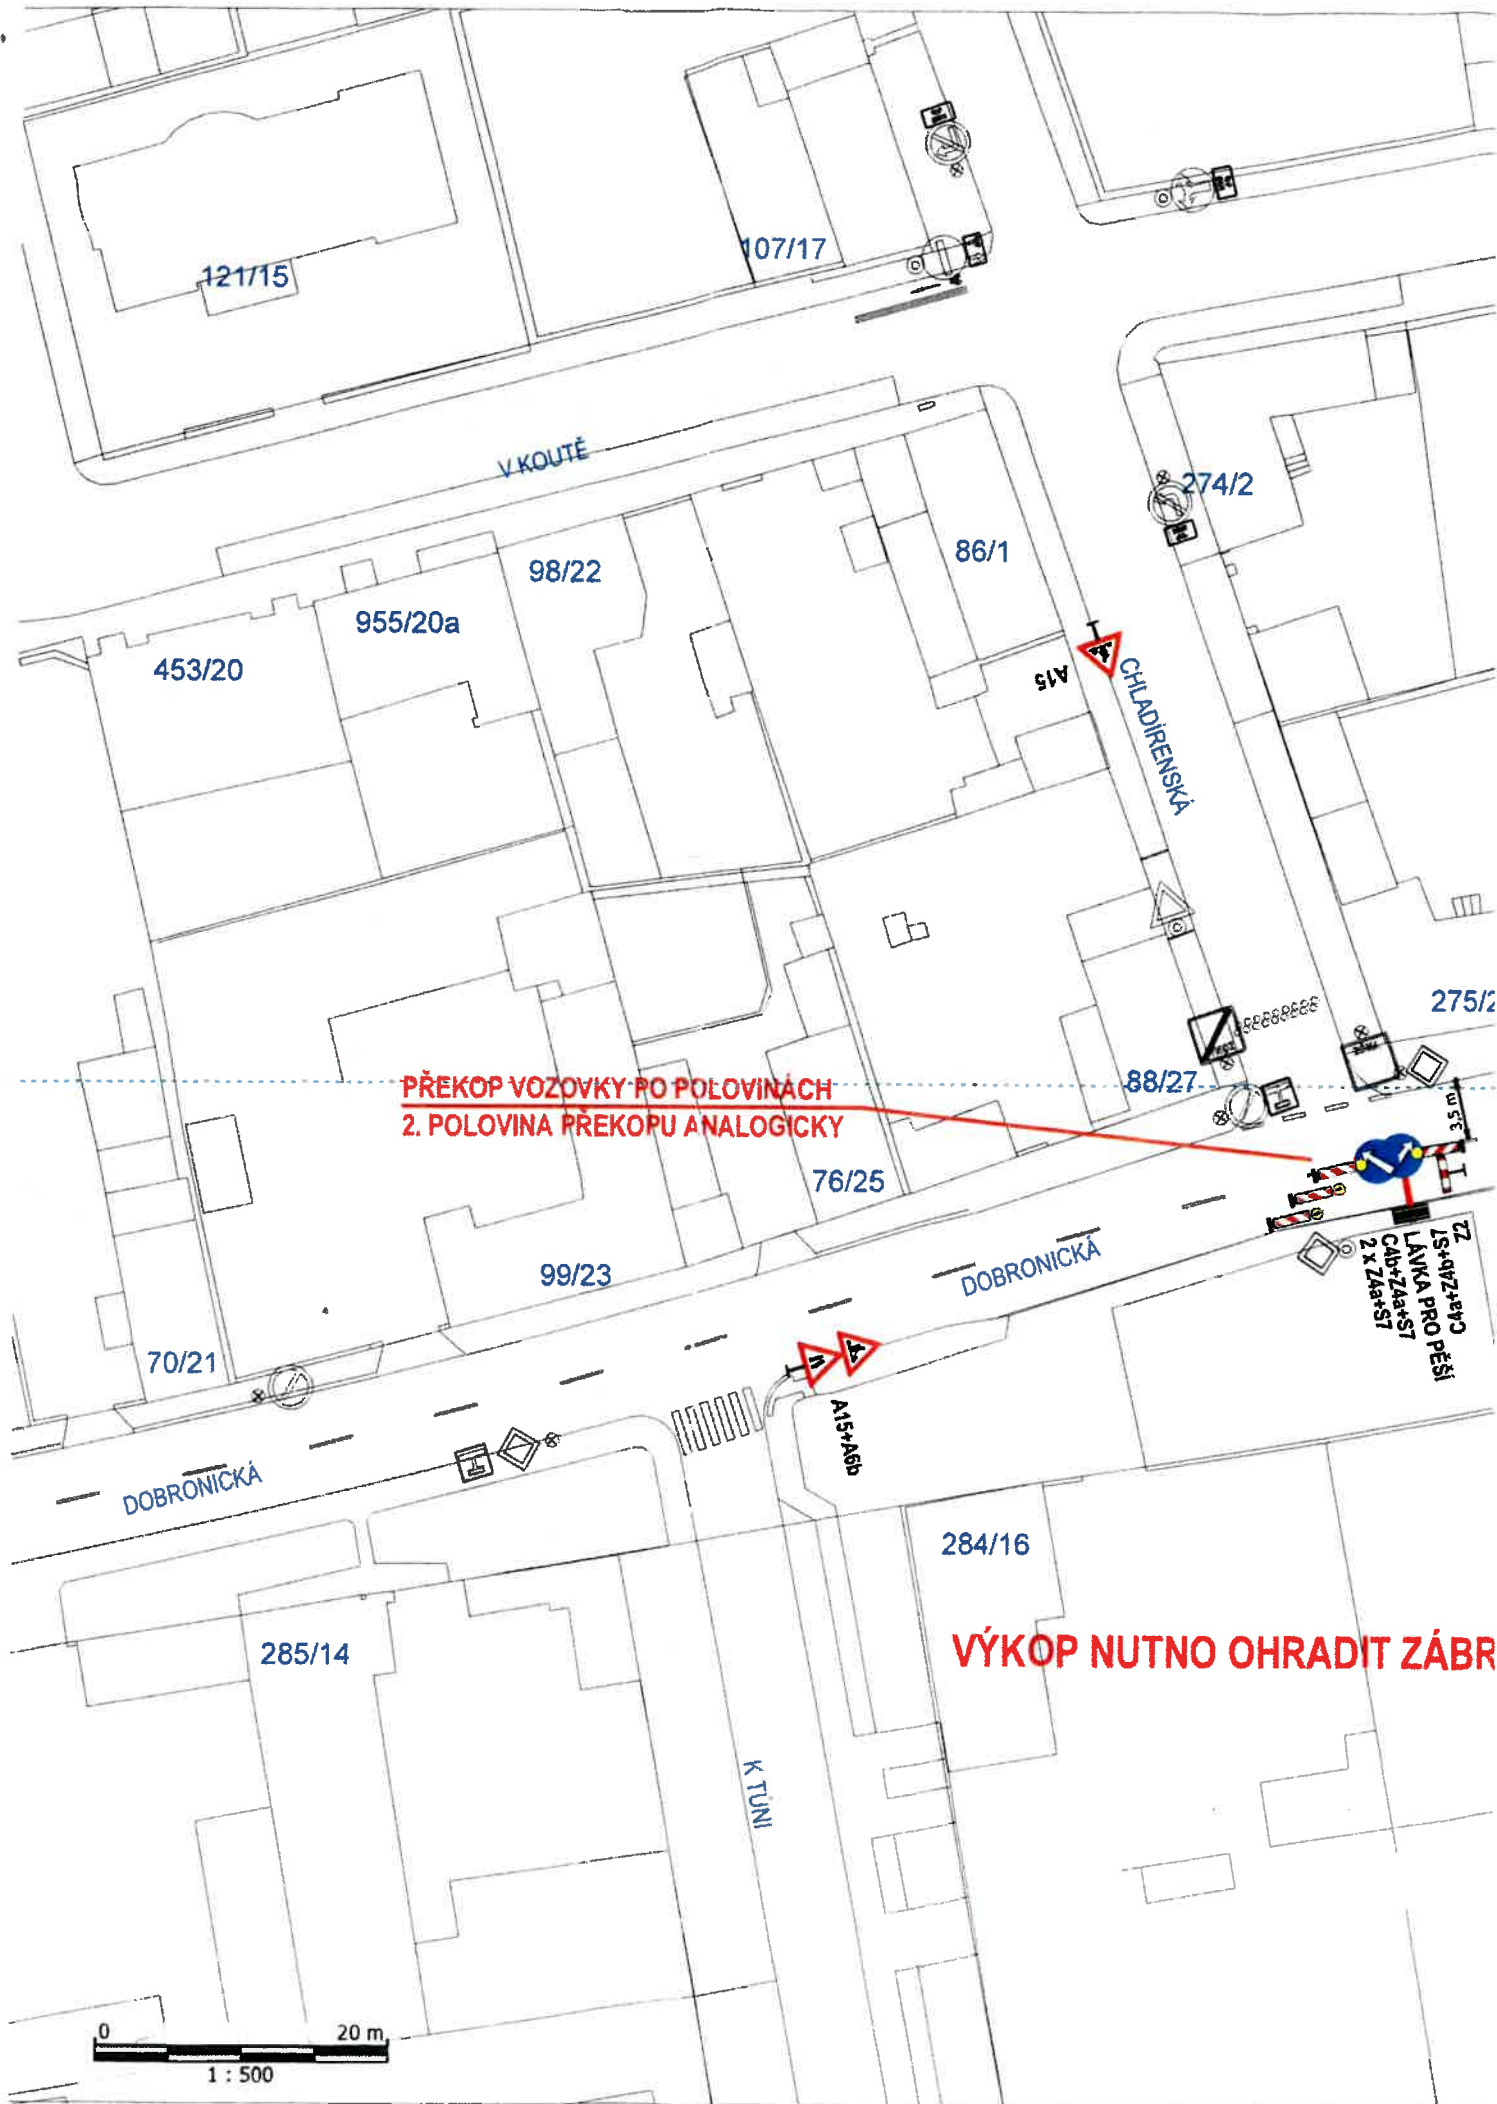 107/17
121/15
V KOUTĚ
274/2
86/1
98/22
955/20a
453/20
A15
CHLADÍRENSKÁ
275/2
PŘEKOP VOZOVKY PO POLOVINÁCH
2. POLOVINA PŘEKOPU ANALOGICKY
88/27
3.5 m
76/25
Z2
C4a+Z4b+S7
LÁVKA PRO PĚŠÍ
C4b+Z4a+S7
2 X Z4a+S7
DOBRONICKÁ
99/23
70/21
A15+A6b
DOBRONICKÁ
284/16
285/14
VÝKOP NUTNO OHRADIT ZÁBR
K TŮNI
0 20 m
1 : 500